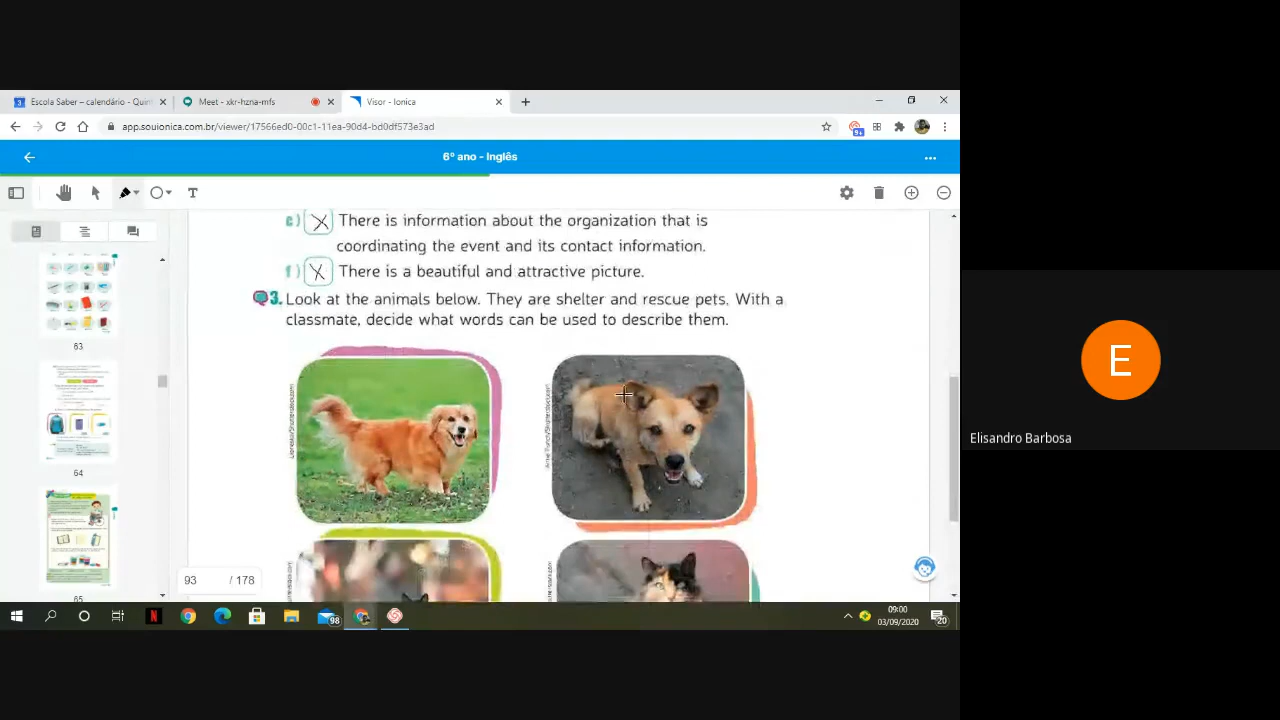 Escola Saber – calendário - Quin
Meet - xkr-hzna-mfs
Visor - Ionica
app.souionica.com.br/viewer/17566ed0-00c1-11ea-90d4-bd0df573e3ad
9+
6º ano - Inglês
T
e) X There is information about the organization that is
coordinating the event and its contact information.
f) X There is a beautiful and attractive picture.
3. Look at the animals below. They are shelter and rescue pets. With a
classmate, decide what words can be used to describe them.
63
64
65
93 / 178
E
Elisandro Barbosa
98
09:00
03/09/2020
20